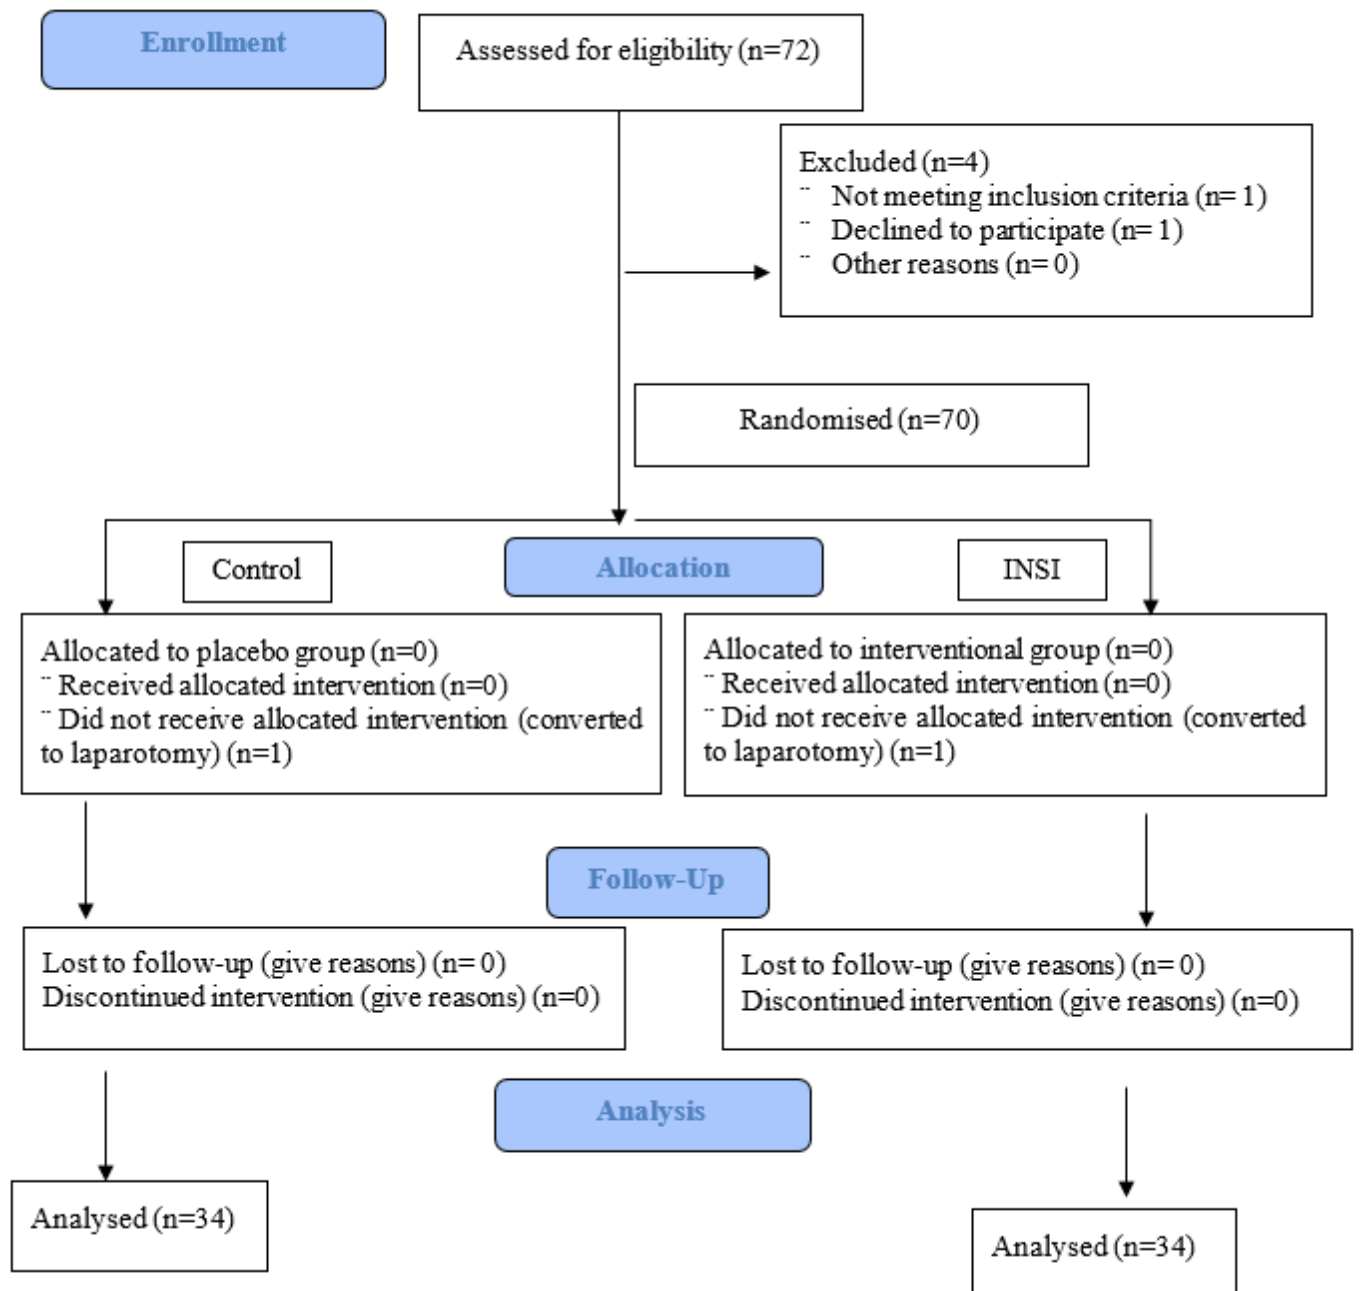 Enrollment
Assessed for eligibility (n=72)
Excluded (n=4)
¨ Not meeting inclusion criteria (n= 1)
¨ Declined to participate (n= 1)
¨ Other reasons (n= 0)
Randomised (n=70)
Control
Allocation
INSI
Allocated to placebo group (n=0)
¨ Received allocated intervention (n=0)
¨ Did not receive allocated intervention (converted
to laparotomy) (n=1)
Allocated to interventional group (n=0)
¨ Received allocated intervention (n=0)
¨ Did not receive allocated intervention (converted
to laparotomy) (n=1)
Follow-Up
Lost to follow-up (give reasons) (n= 0)
Discontinued intervention (give reasons) (n=0)
Lost to follow-up (give reasons) (n= 0)
Discontinued intervention (give reasons) (n=0)
Analysis
Analysed (n=34)
Analysed (n=34)